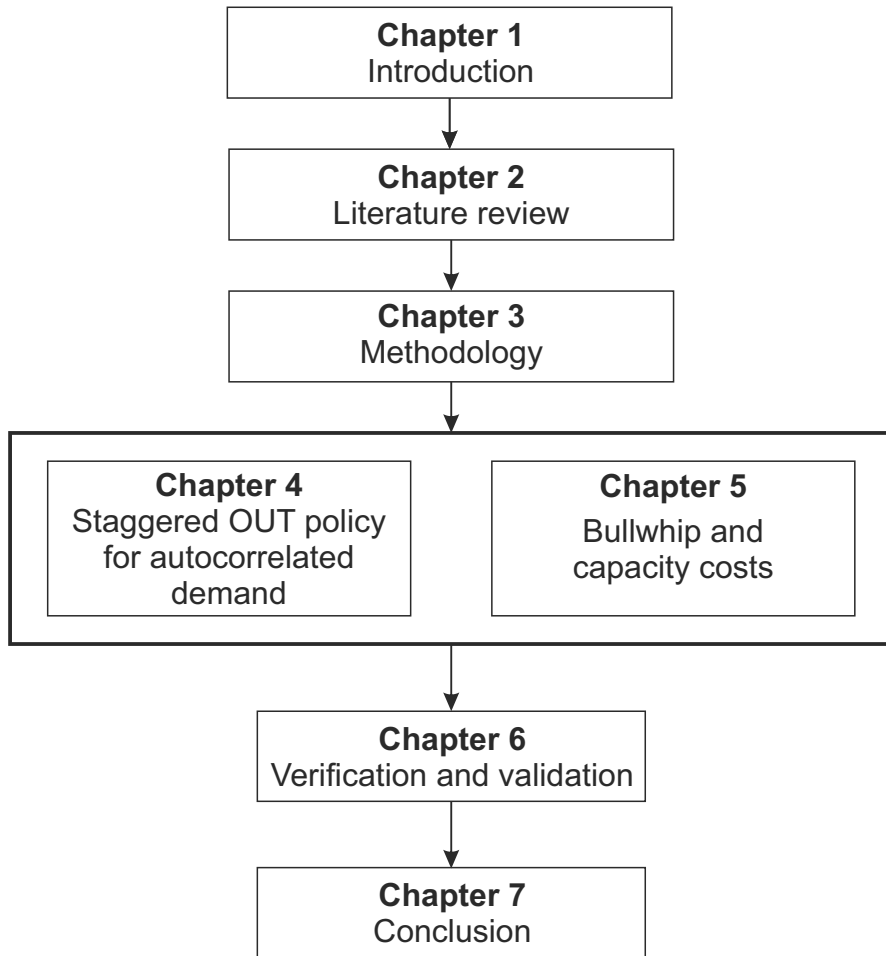 Chapter 1
Introduction
Chapter 2
Literature review
Chapter 3
Methodology
Chapter 4
Staggered OUT policy
for autocorrelated
demand
Chapter 5
Bullwhip and
capacity costs
Chapter 6
Verification and validation
Chapter 7
Conclusion